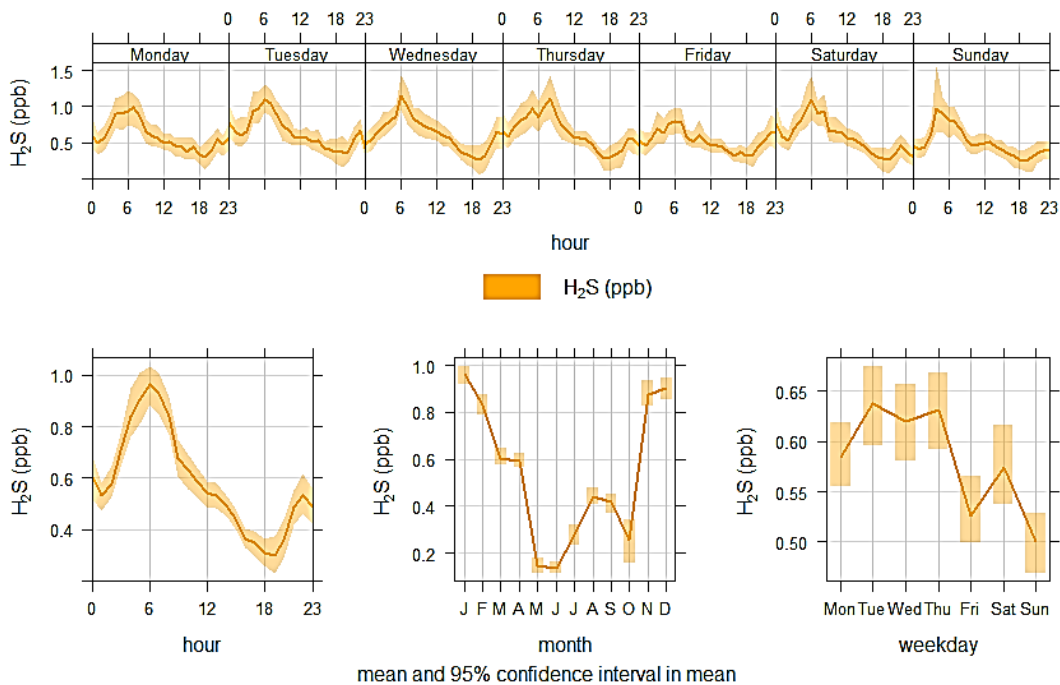 0 6 12 18 23 0 6 12 18 23 0 6 12 18 23
Monday Tuesday Wednesday Thursday Friday Saturday Sunday
H₂S (ppb)
1.5
1.0
0.5
0 6 12 18 23 0 6 12 18 23 0 6 12 18 23 0 6 12 18 23
hour
H₂S (ppb)
H₂S (ppb)
1.0
0.8
0.6
0.4
0 6 12 18 23
hour
H₂S (ppb)
1.0
0.8
0.6
0.4
0.2
J F M A M J J A S O N D
month
H₂S (ppb)
0.65
0.60
0.55
0.50
Mon Tue Wed Thu Fri Sat Sun
weekday
mean and 95% confidence interval in mean